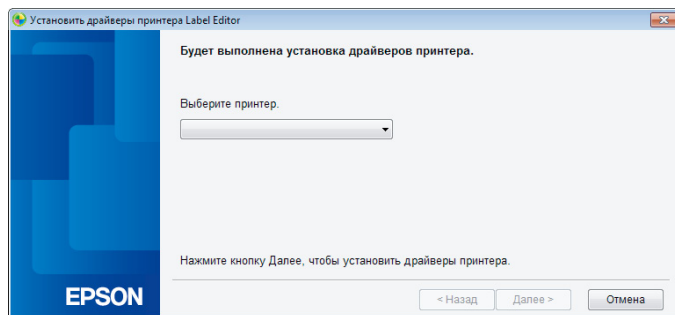 Установить драйверы принтера Label Editor
Будет выполнена установка драйверов принтера.
Выберите принтер.
Нажмите кнопку Далее, чтобы установить драйверы принтера.
EPSON
< Назад
Далее >
Отмена